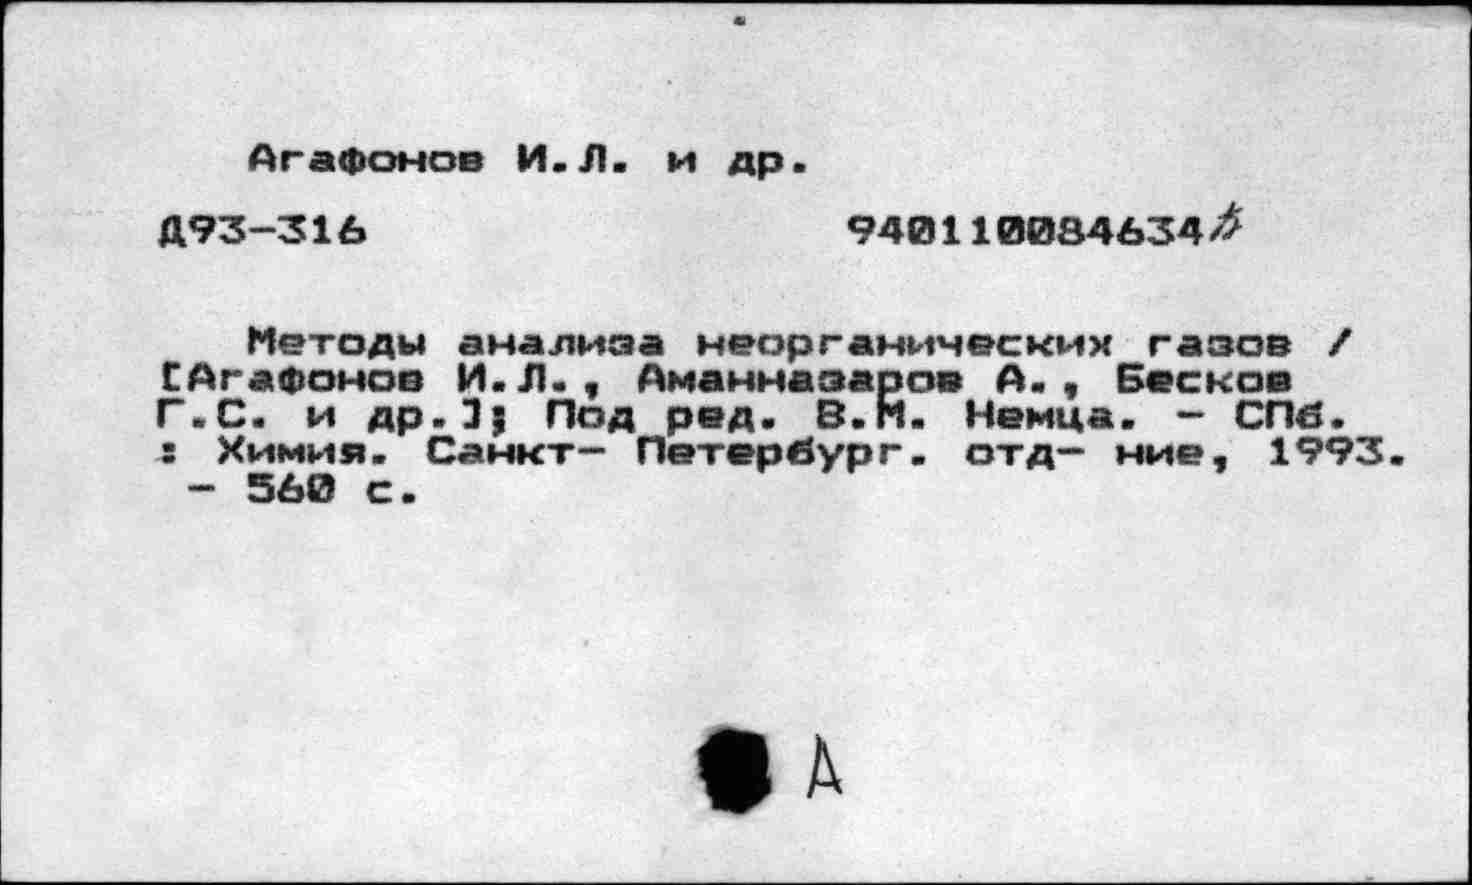 Агафонов И.Л. и др.
Д93-316 940110084634
Методы анализа неорганических газов /
[Агафонов И.Л., Аманназаров А., Бесков
Г.С. и др.]; Под ред. В.М. Немца. - СПб.
: Химия. Санкт- Петербург. отд- ние, 1993.
- 560 с.
А